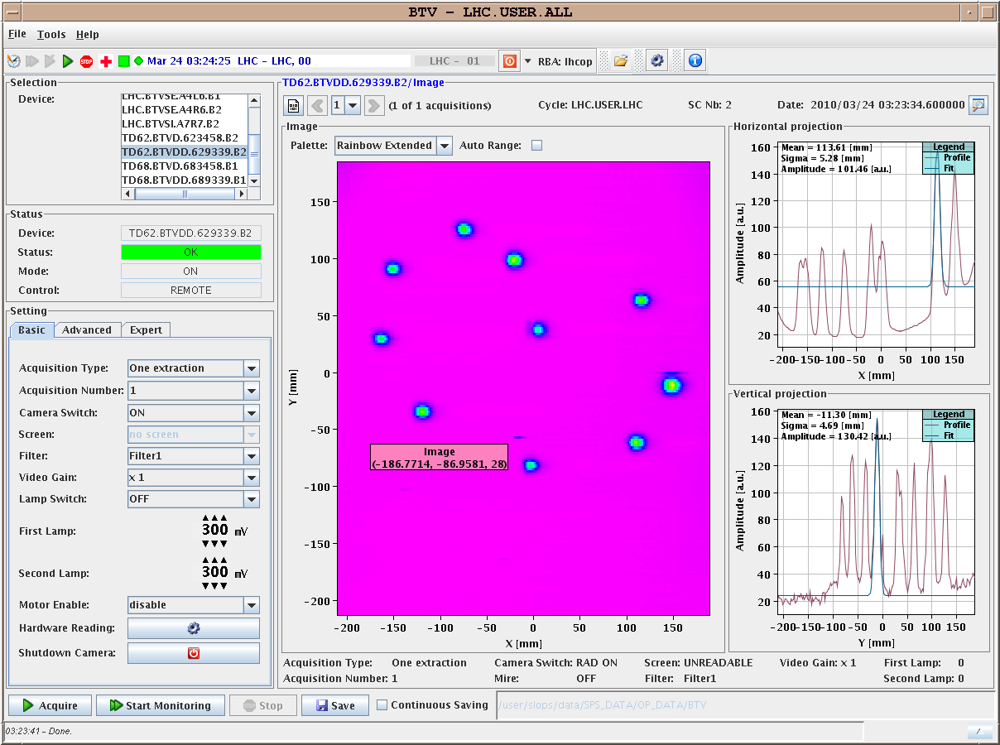 BTV - LHC.USER.ALL
File Tools Help
STOP Mar 24 03:24:25 LHC - LHC, 00 LHC - 01 RBA: lhcop
Selection
Device:
LHC.BTVSE.A4L6.B1
LHC.BTVSE.A4R6.B2
LHC.BTVSI.A7R7.B2
TD62.BTVD.623458.B2
TD62.BTVDD.629339.B2
TD68.BTVD.683458.B1
TD68.BTVDD.689339.B1
Status
Device: TD62.BTVDD.629339.B2
Status: OK
Mode: ON
Control: REMOTE
Setting
Basic Advanced Expert
Acquisition Type: One extraction
Acquisition Number: 1
Camera Switch: ON
Screen: no screen
Filter: Filter1
Video Gain: x 1
Lamp Switch: OFF
First Lamp: 300 mV
Second Lamp: 300 mV
Motor Enable: disable
Hardware Reading:
Shutdown Camera:
TD62.BTVDD.629339.B2/Image
1 (1 of 1 acquisitions) Cycle: LHC.USER.LHC SC Nb: 2 Date: 2010/03/24 03:23:34.600000
Image
Palette: Rainbow Extended Auto Range:
150
100
50
0
-50
-100
-150
-200
Y [mm]
Image
(-186.7714, -86.9581, 28)
-200 -150 -100 -50 0 50 100 150
X [mm]
Horizontal projection
Mean = 113.61 [mm]
Sigma = 5.28 [mm]
Amplitude = 101.46 [a.u.]
Legend
Profile
Fit
160
140
120
100
80
60
40
20
Amplitude [a.u.]
-200 -150 -100 -50 0 50 100 150
X [mm]
Vertical projection
Mean = -11.30 [mm]
Sigma = 4.69 [mm]
Amplitude = 130.42 [a.u.]
Legend
Profile
Fit
160
140
120
100
80
60
40
20
Amplitude [a.u.]
-200 -150 -100 -50 0 50 100 150
Y [mm]
Acquisition Type: One extraction Camera Switch: RAD ON Screen: UNREADABLE Video Gain: x 1 First Lamp: 0
Acquisition Number: 1 Mire: OFF Filter: Filter1 Second Lamp: 0
Acquire Start Monitoring STOP Stop Save Continuous Saving /user/slops/data/SPS_DATA/OP_DATA/BTV
03:23:41 - Done.